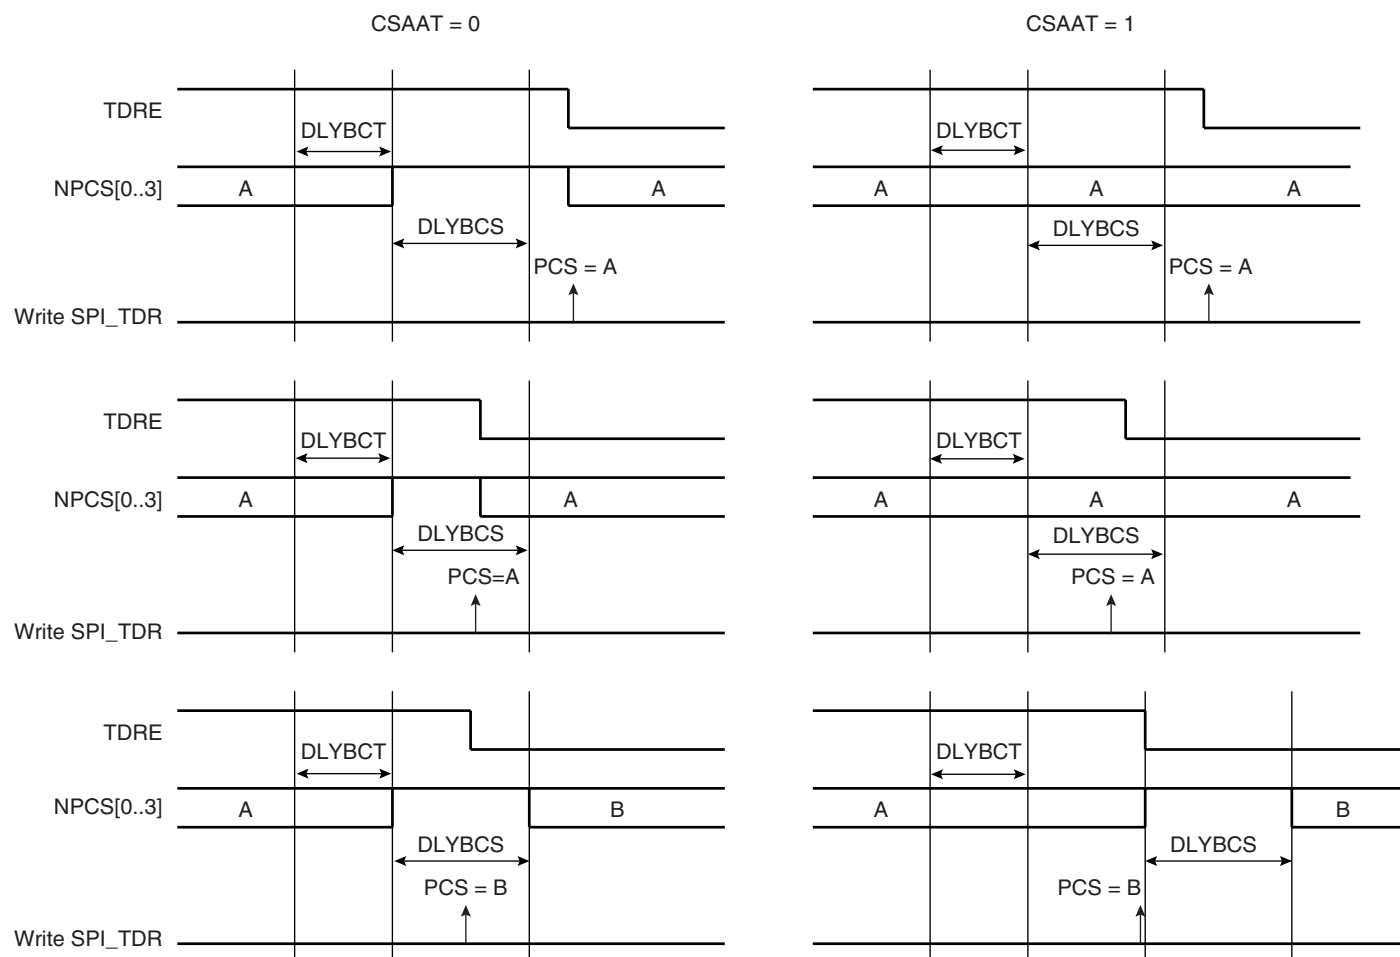 CSAAT = 0 CSAAT = 1
TDRE
DLYBCT DLYBCT
NPCS[0..3] A A A A A
DLYBCS DLYBCS
PCS = A PCS = A
Write SPI_TDR
TDRE
DLYBCT DLYBCT
NPCS[0..3] A A A A A
DLYBCS DLYBCS
PCS=A PCS = A
Write SPI_TDR
TDRE
DLYBCT DLYBCT
NPCS[0..3] A B A B
DLYBCS DLYBCS
PCS = B PCS = B
Write SPI_TDR